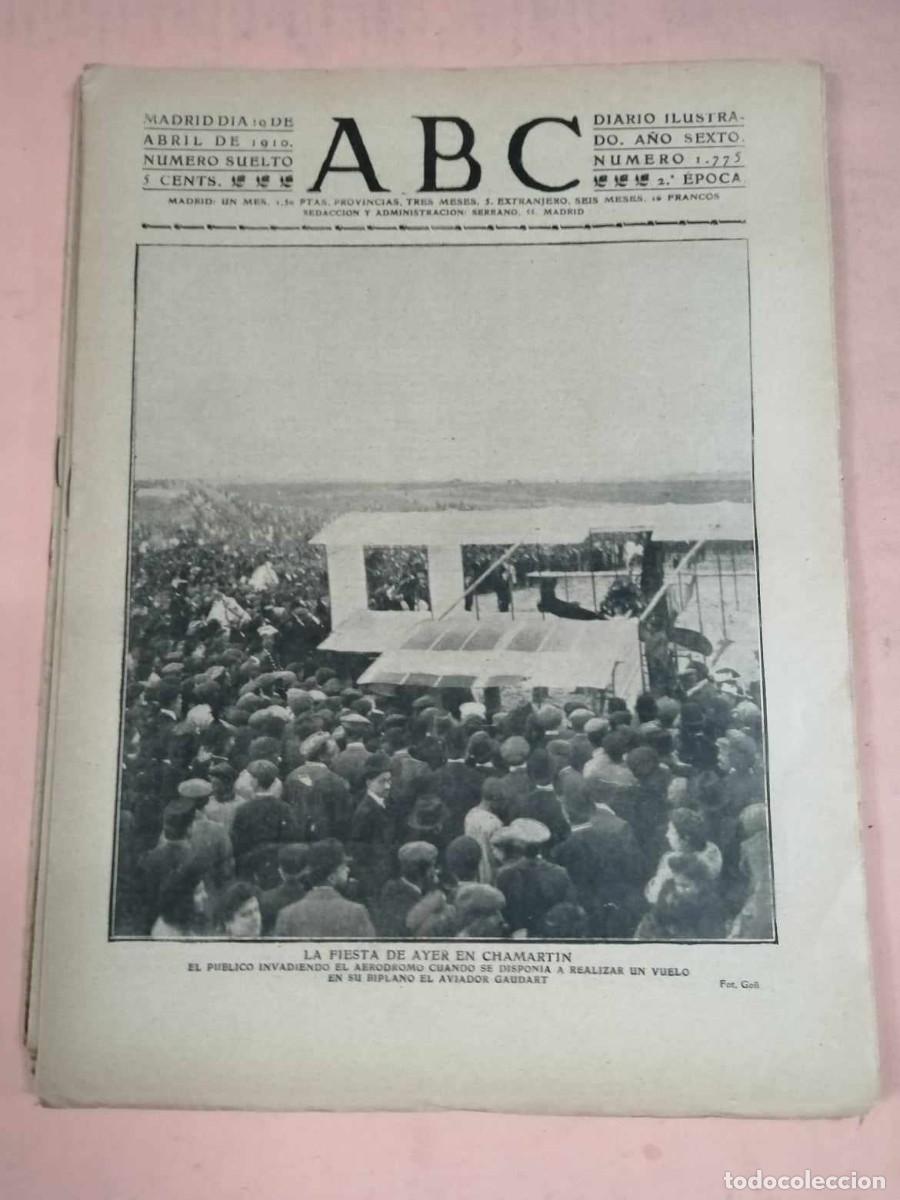 MADRID DIA 10 DE
ABRIL DE 1910.
NUMERO SUELTO
5 CENTS.
ABC
DIARIO ILUSTRA-
DO. AÑO SEXTO.
NUMERO 1.775
2.ª ÉPOCA
MADRID: UN MES, 1,50 PTAS. PROVINCIAS, TRES MESES, 5. EXTRANJERO, SEIS MESES, 10 FRANCOS
REDACCION Y ADMINISTRACION: SERRANO, 55. MADRID
LA FIESTA DE AYER EN CHAMARTIN
EL PUBLICO INVADIENDO EL AERODROMO CUANDO SE DISPONIA A REALIZAR UN VUELO
EN SU BIPLANO EL AVIADOR GAUDART
Fot. Goñi
todocoleccion